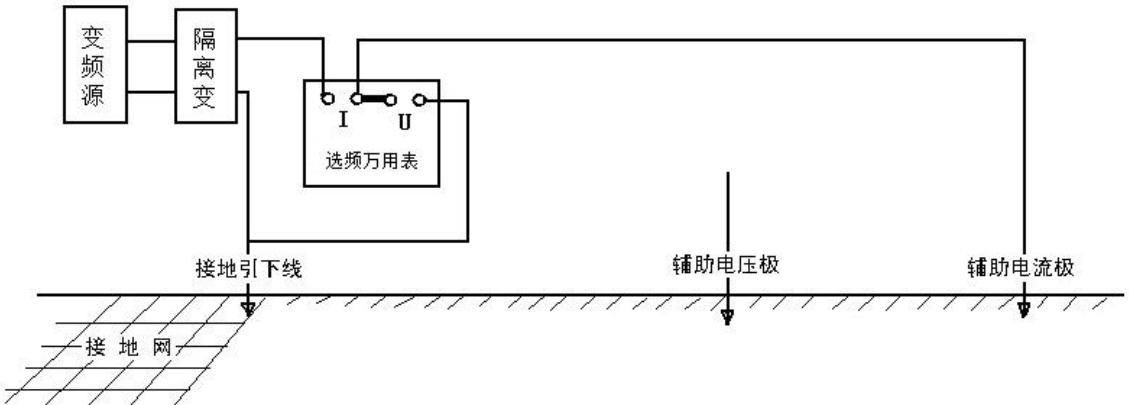 变频源
隔离变
I
U
选频万用表
接地引下线
辅助电压极
辅助电流极
接地网